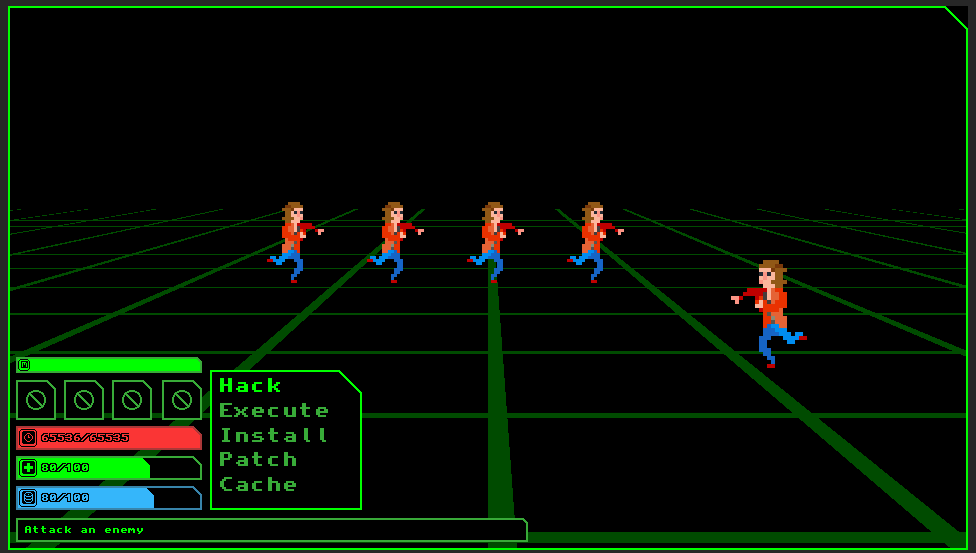 Hack
Execute
Install
Patch
Cache
65536/65535
80/100
80/100
Attack an enemy